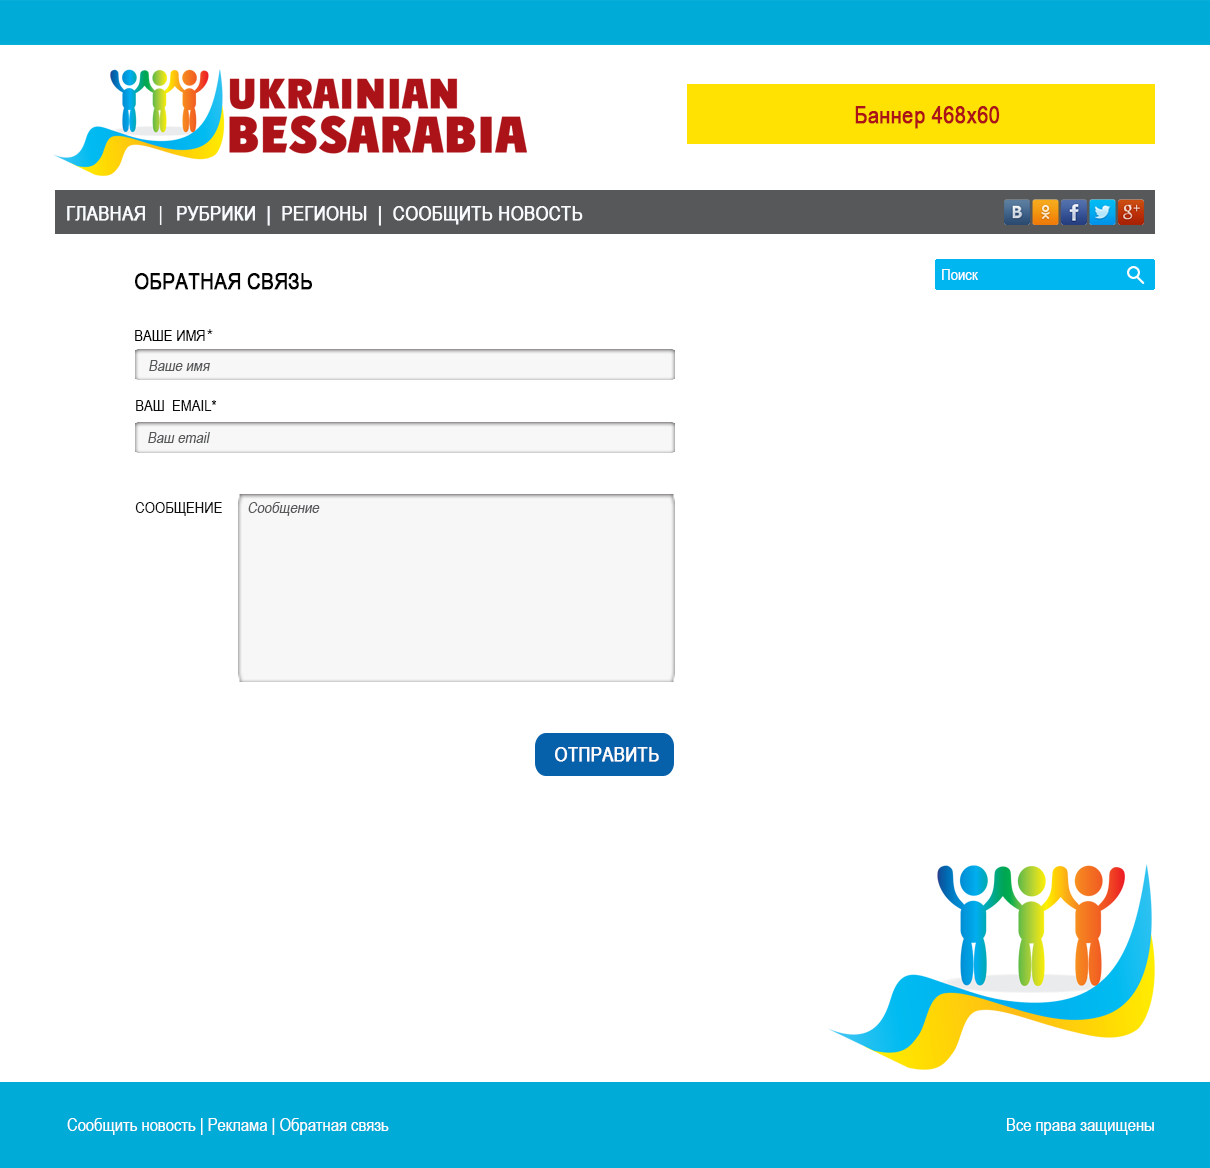 UKRAINIAN
BESSARABIA
Баннер 468x60
ГЛАВНАЯ | РУБРИКИ | РЕГИОНЫ | СООБЩИТЬ НОВОСТЬ
В f g+
Поиск
ОБРАТНАЯ СВЯЗЬ
ВАШЕ ИМЯ*
Ваше имя
ВАШ EMAIL*
Ваш email
СООБЩЕНИЕ
Сообщение
ОТПРАВИТЬ
Сообщить новость | Реклама | Обратная связь
Все права защищены